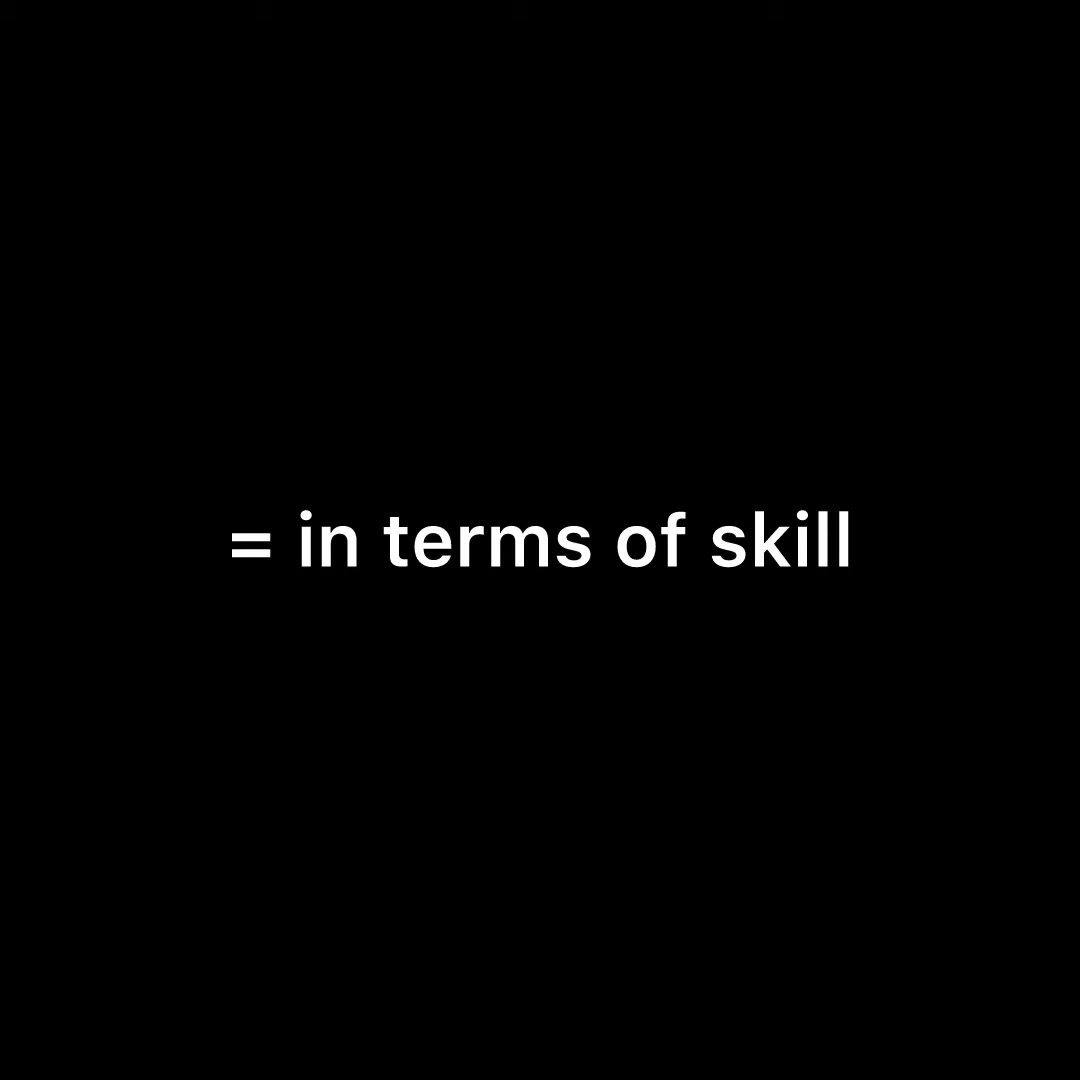 = in terms of skill